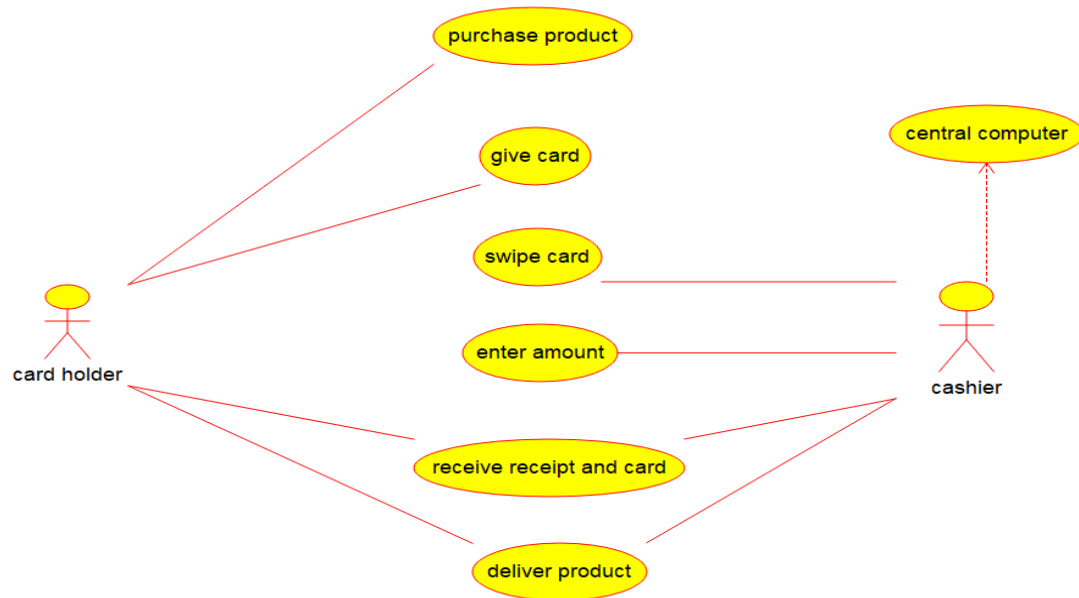 purchase product
central computer
give card
swipe card
enter amount
card holder
cashier
receive receipt and card
deliver product